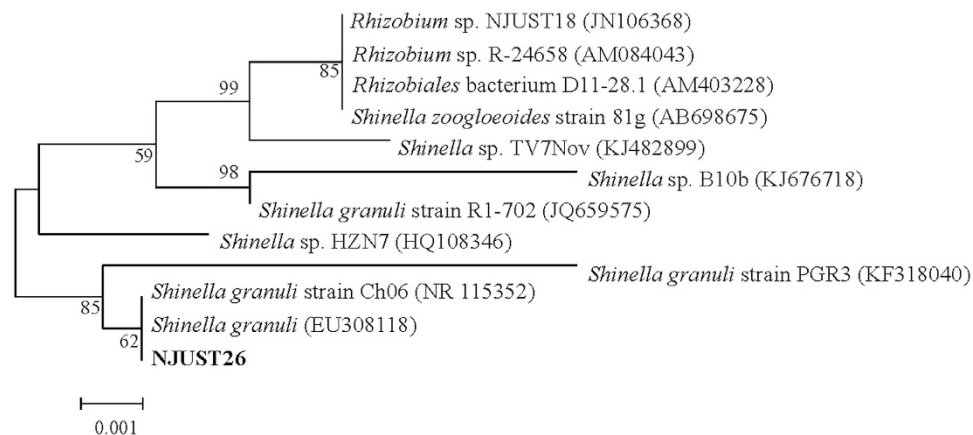 Rhizobium sp. NJUST18 (JN106368)
Rhizobium sp. R-24658 (AM084043)
85
99
Rhizobiales bacterium D11-28.1 (AM403228)
Shinella zoogloeoides strain 81g (AB698675)
Shinella sp. TV7Nov (KJ482899)
59
98
Shinella sp. B10b (KJ676718)
Shinella granuli strain R1-702 (JQ659575)
Shinella sp. HZN7 (HQ108346)
Shinella granuli strain PGR3 (KF318040)
Shinella granuli strain Ch06 (NR 115352)
85
Shinella granuli (EU308118)
62
NJUST26
0.001